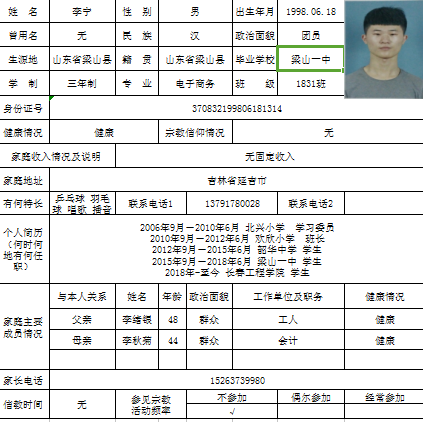 姓 名 李宁 性 别 男 出生年月 1998.06.18
曾用名 无 民 族 汉 政治面貌 团员
生源地 山东省梁山县 籍 贯 山东省梁山县 毕业学校 梁山一中
学 制 三年制 专 业 电子商务 班 级 1831班
身份证号 370832199806181314
健康情况 健康 宗教信仰情况 无
家庭收入情况及说明 无固定收入
家庭地址 吉林省延吉市
有何特长 乒乓球 羽毛球 唱歌 播音 联系电话1 13791780028 联系电话2
个人简历（何时何地有何任职）
2006年9月－2010年6月 北兴小学 学习委员
2010年9月－2012年6月 欢欣小学 班长
2012年9月－2015年6月 韧华中学 学生
2015年9月－2018年6月 梁山一中 学生
2018年-至今 长春工程学院 学生
家庭主要成员情况
与本人关系 姓名 年龄 政治面貌 工作单位及职务 健康情况
父亲 李绪银 48 群众 工人 健康
母亲 李秋菊 44 群众 会计 健康
家长电话 15263739980
信教时间 无 参见宗教活动频率 不参加 偶尔参加 经常参加
√